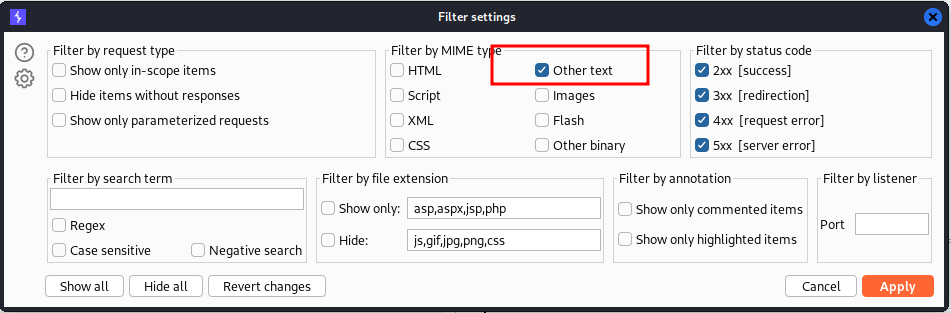 Filter settings
Filter by request type
Show only in-scope items
Hide items without responses
Show only parameterized requests
Filter by MIME type
HTML
Other text
Script
Images
XML
Flash
CSS
Other binary
Filter by status code
2xx [success]
3xx [redirection]
4xx [request error]
5xx [server error]
Filter by search term
Regex
Case sensitive
Negative search
Filter by file extension
Show only: asp,aspx,jsp,php
Hide: js,gif,jpg,png,css
Filter by annotation
Show only commented items
Show only highlighted items
Filter by listener
Port
Show all
Hide all
Revert changes
Cancel
Apply